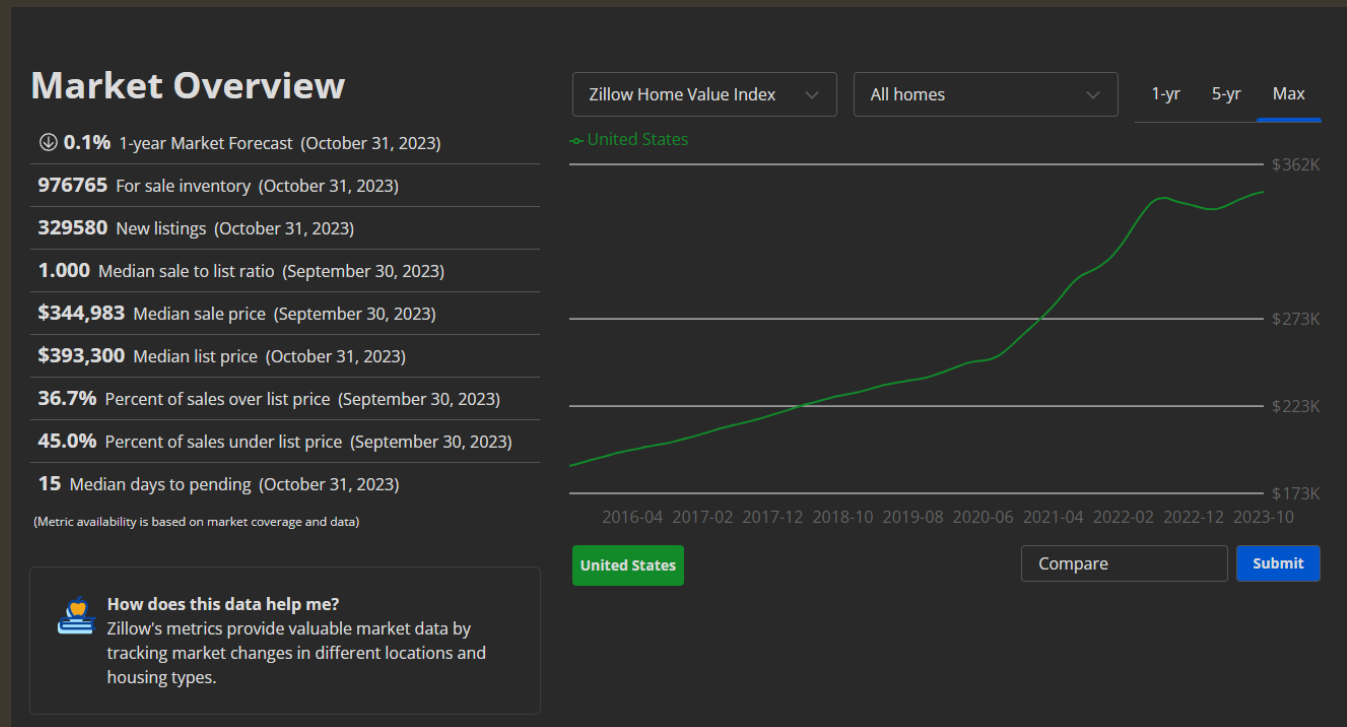 Market Overview
0.1% 1-year Market Forecast (October 31, 2023)
976765 For sale inventory (October 31, 2023)
329580 New listings (October 31, 2023)
1.000 Median sale to list ratio (September 30, 2023)
$344,983 Median sale price (September 30, 2023)
$393,300 Median list price (October 31, 2023)
36.7% Percent of sales over list price (September 30, 2023)
45.0% Percent of sales under list price (September 30, 2023)
15 Median days to pending (October 31, 2023)
(Metric availability is based on market coverage and data)
How does this data help me?
Zillow's metrics provide valuable market data by
tracking market changes in different locations and
housing types.
Zillow Home Value Index All homes 1-yr 5-yr Max
United States
$362K
$273K
$223K
$173K
2016-04 2017-02 2017-12 2018-10 2019-08 2020-06 2021-04 2022-02 2022-12 2023-10
United States Compare Submit